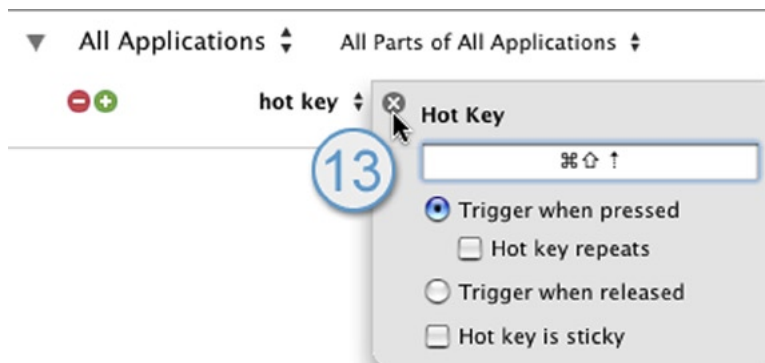 All Applications All Parts of All Applications
hot key
Hot Key
13
⌘⇧⇡
Trigger when pressed
Hot key repeats
Trigger when released
Hot key is sticky